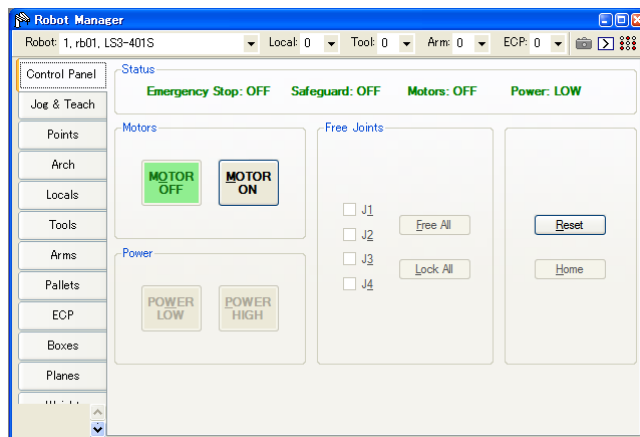 Robot Manager
Robot: 1, rb01, LS3-401S Local: 0 Tool: 0 Arm: 0 ECP: 0
Control Panel
Jog & Teach
Points
Arch
Locals
Tools
Arms
Pallets
ECP
Boxes
Planes
Status
Emergency Stop: OFF Safeguard: OFF Motors: OFF Power: LOW
Motors
MOTOR
OFF
MOTOR
ON
Power
POWER
LOW
POWER
HIGH
Free Joints
J1
J2
J3
J4
Free All
Lock All
Reset
Home